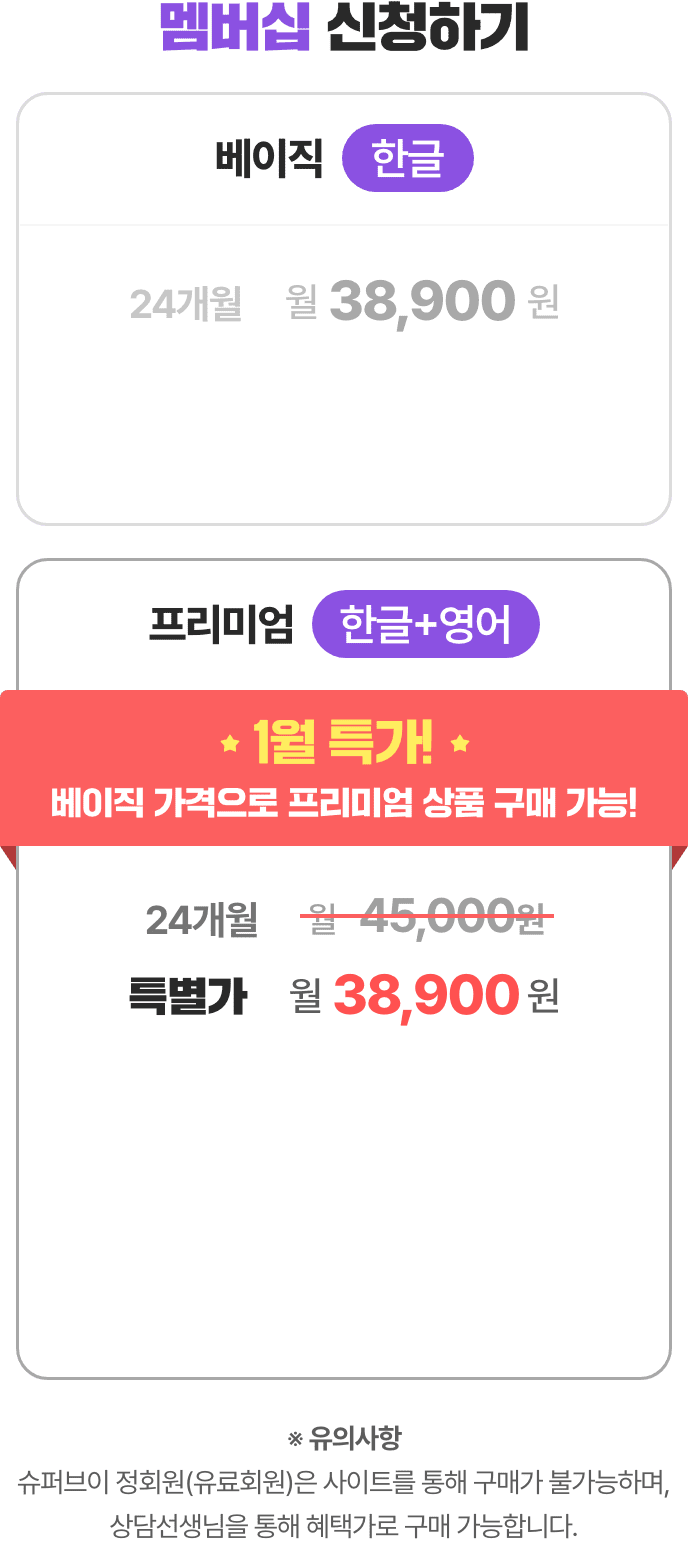 멤버십 신청하기
베이직 한글
24개월 월 38,900 원
프리미엄 한글+영어
1월 특가!
베이직 가격으로 프리미엄 상품 구매 가능!
24개월 월 45,000원
특별가 월 38,900 원
※ 유의사항
슈퍼브이 정회원(유료회원)은 사이트를 통해 구매가 불가능하며,
상담선생님을 통해 혜택가로 구매 가능합니다.